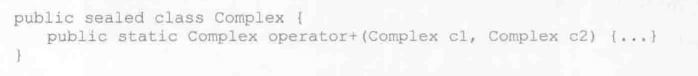 public sealed class Complex {
   public static Complex operator+(Complex c1, Complex c2) {...}
}